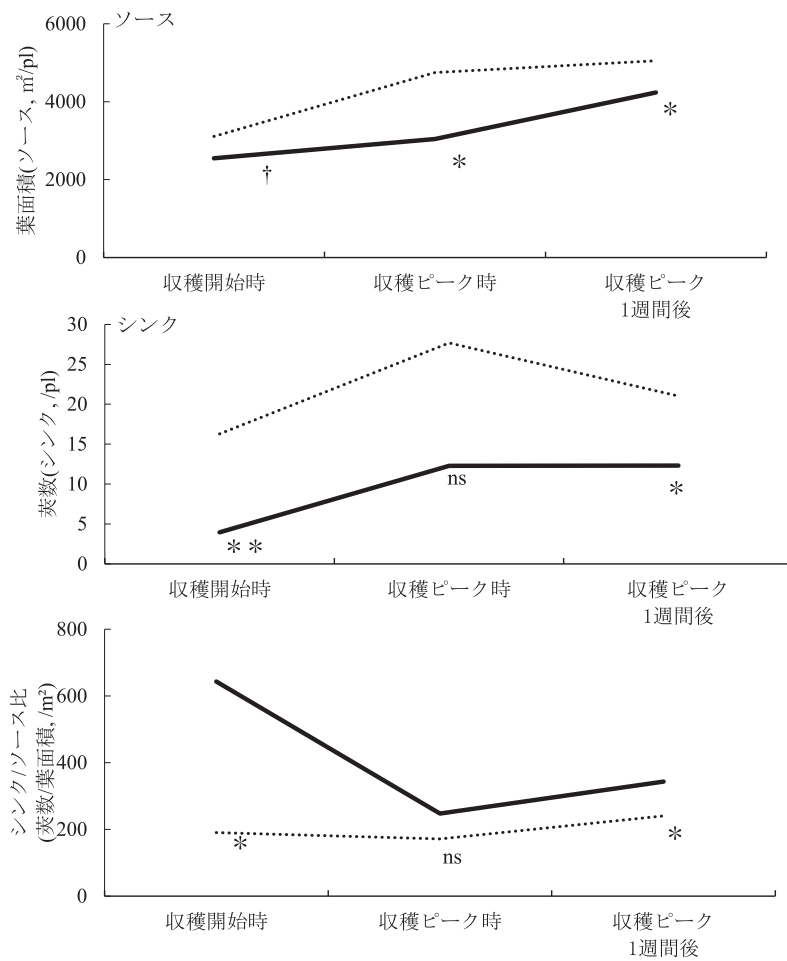 ソース
6000
4000
2000
0
葉面積(ソース, m²/pl)
†
＊
＊
収穫開始時
収穫ピーク時
収穫ピーク
1週間後
シンク
30
25
20
15
10
5
0
莢数(シンク, /pl)
＊＊
ns
＊
収穫開始時
収穫ピーク時
収穫ピーク
1週間後
800
600
400
200
0
シンク/ソース比
(莢数/葉面積, /m²)
＊
ns
＊
収穫開始時
収穫ピーク時
収穫ピーク
1週間後